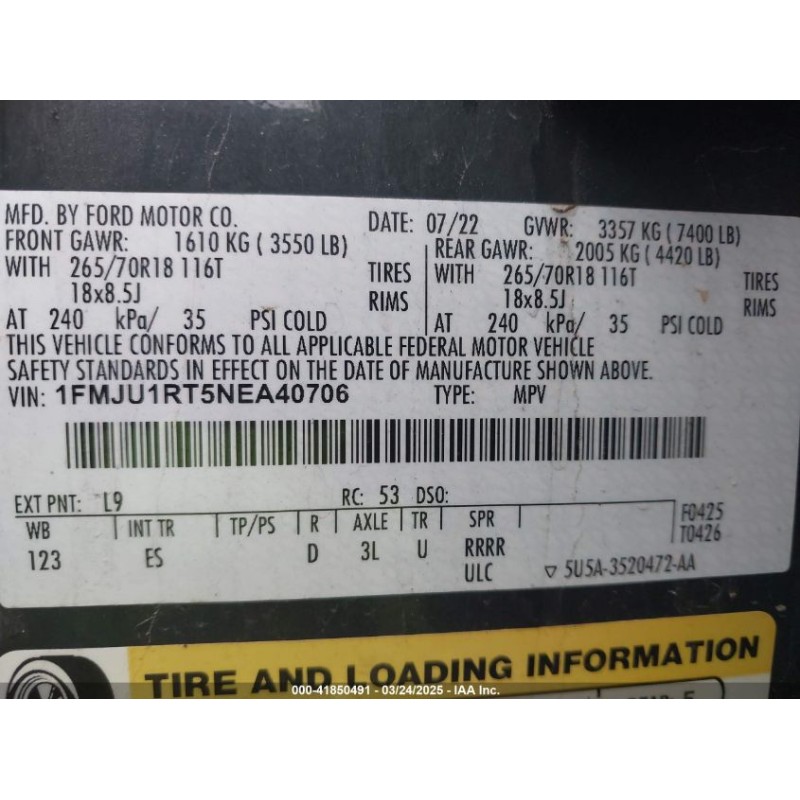 MFD. BY FORD MOTOR CO. DATE: 07/22 GVWR: 3357 KG ( 7400 LB)
FRONT GAWR: 1610 KG ( 3550 LB) REAR GAWR: 2005 KG ( 4420 LB)
WITH 265/70R18 116T TIRES WITH 265/70R18 116T TIRES
18x8.5J RIMS 18x8.5J RIMS
AT 240 kPa/ 35 PSI COLD AT 240 kPa/ 35 PSI COLD
THIS VEHICLE CONFORMS TO ALL APPLICABLE FEDERAL MOTOR VEHICLE
SAFETY STANDARDS IN EFFECT ON THE DATE OF MANUFACTURE SHOWN ABOVE.
VIN: 1FMJU1RT5NEA40706 TYPE: MPV
EXT PNT: L9 RC: 53 DSO:
WB INT TR TP/PS R AXLE TR SPR F0425
T0426
123 ES D 3L U RRRR
ULC 5U5A-3520472-AA
TIRE AND LOADING INFORMATION
000-41850491 - 03/24/2025 - IAA Inc.